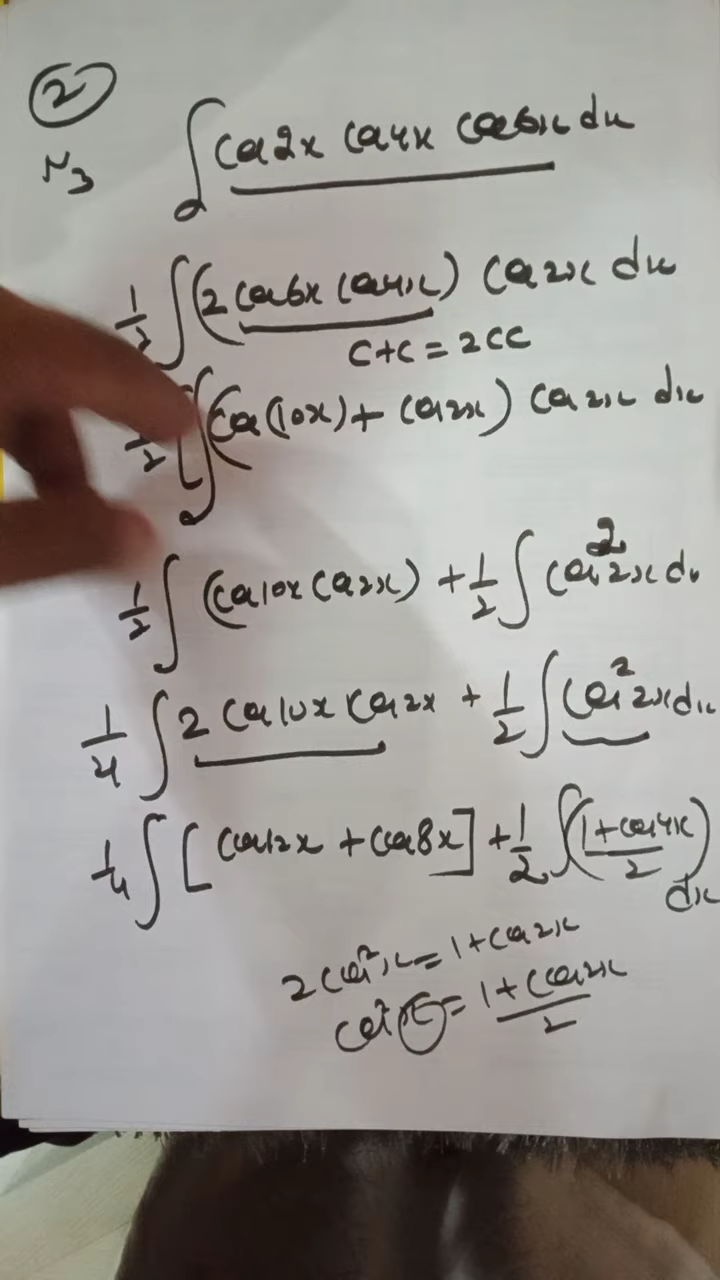 2
N3 ∫ cos2x cos4x cos6x dx
1/2 ∫ (2 cos6x cos4x) cos2x dx
C+C = 2CC
1/2 ∫ (cos(10x) + cos2x) cos2x dx
1/2 ∫ (cos10x cos2x) + 1/2 ∫ cos²2x dx
1/4 ∫ 2 cos10x cos2x + 1/2 ∫ cos²2x dx
1/4 ∫ [cos12x + cos8x] + 1/2 ∫ (1+cos4x)/2 dx
2cos²x = 1+cos2x
cos²x = (1+cos2x)/2